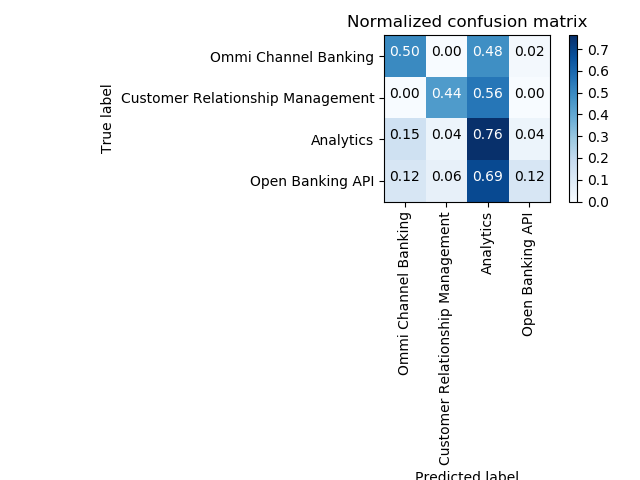 Normalized confusion matrix
True label
Ommi Channel Banking 0.50 0.00 0.48 0.02
Customer Relationship Management 0.00 0.44 0.56 0.00
Analytics 0.15 0.04 0.76 0.04
Open Banking API 0.12 0.06 0.69 0.12
Ommi Channel Banking
Customer Relationship Management
Analytics
Open Banking API
Predicted label
0.7
0.6
0.5
0.4
0.3
0.2
0.1
0.0